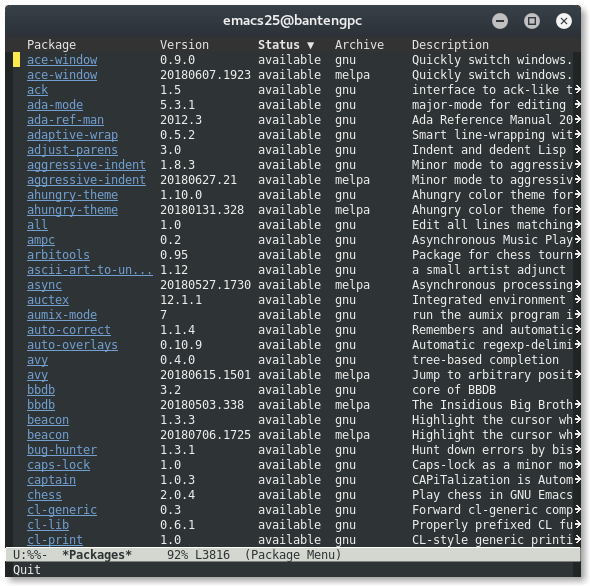 emacs25@bantengpc
Package Version Status ▼ Archive Description
ace-window 0.9.0 available gnu Quickly switch windows.
ace-window 20180607.1923 available melpa Quickly switch windows.
ack 1.5 available gnu interface to ack-like t
ada-mode 5.3.1 available gnu major-mode for editing
ada-ref-man 2012.3 available gnu Ada Reference Manual 20
adaptive-wrap 0.5.2 available gnu Smart line-wrapping wit
adjust-parens 3.0 available gnu Indent and dedent Lisp
aggressive-indent 1.8.3 available gnu Minor mode to aggressiv
aggressive-indent 20180627.21 available melpa Minor mode to aggressiv
ahungry-theme 1.10.0 available gnu Ahungry color theme for
ahungry-theme 20180131.328 available melpa Ahungry color theme for
all 1.0 available gnu Edit all lines matching
ampc 0.2 available gnu Asynchronous Music Play
arbitools 0.95 available gnu Package for chess tourn
ascii-art-to-un... 1.12 available gnu a small artist adjunct
async 20180527.1730 available melpa Asynchronous processing
auctex 12.1.1 available gnu Integrated environment
aumix-mode 7 available gnu run the aumix program i
auto-correct 1.1.4 available gnu Remembers and automatic
auto-overlays 0.10.9 available gnu Automatic regexp-delimi
avy 0.4.0 available gnu tree-based completion
avy 20180615.1501 available melpa Jump to arbitrary posit
bbdb 3.2 available gnu core of BBDB
bbdb 20180503.338 available melpa The Insidious Big Broth
beacon 1.3.3 available gnu Highlight the cursor wh
beacon 20180706.1725 available melpa Highlight the cursor wh
bug-hunter 1.3.1 available gnu Hunt down errors by bis
caps-lock 1.0 available gnu Caps-lock as a minor mo
captain 1.0.3 available gnu CAPiTalization is Autom
chess 2.0.4 available gnu Play chess in GNU Emacs
cl-generic 0.3 available gnu Forward cl-generic comp
cl-lib 0.6.1 available gnu Properly prefixed CL fu
cl-print 1.0 available gnu CL-style generic printi
U:%%- *Packages* 92% L3816 (Package Menu)
Quit